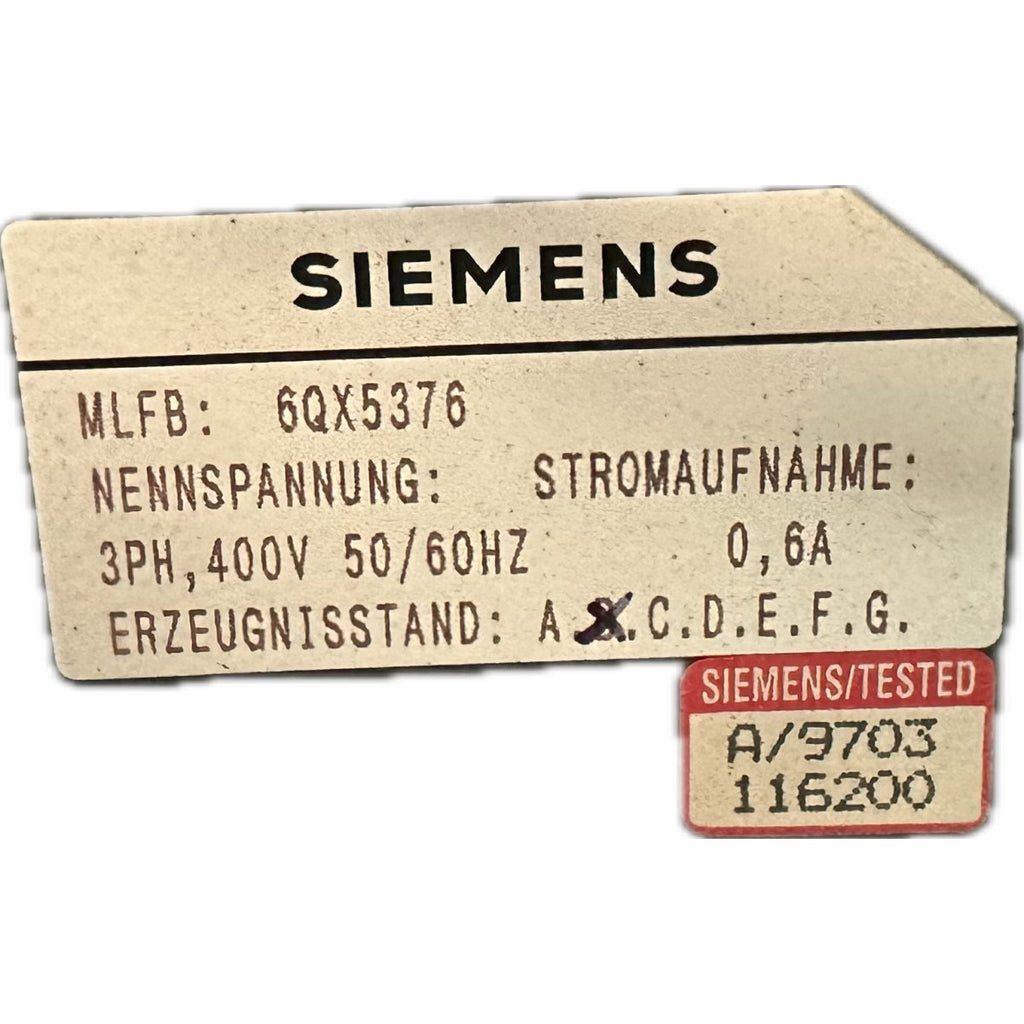 SIEMENS
MLFB: 6QX5376
NENNSPANNUNG: STROMAUFNAHME:
3PH,400V 50/60HZ 0,6A
ERZEUGNISSTAND: A.B.C.D.E.F.G.
SIEMENS/TESTED
A/9703
116200